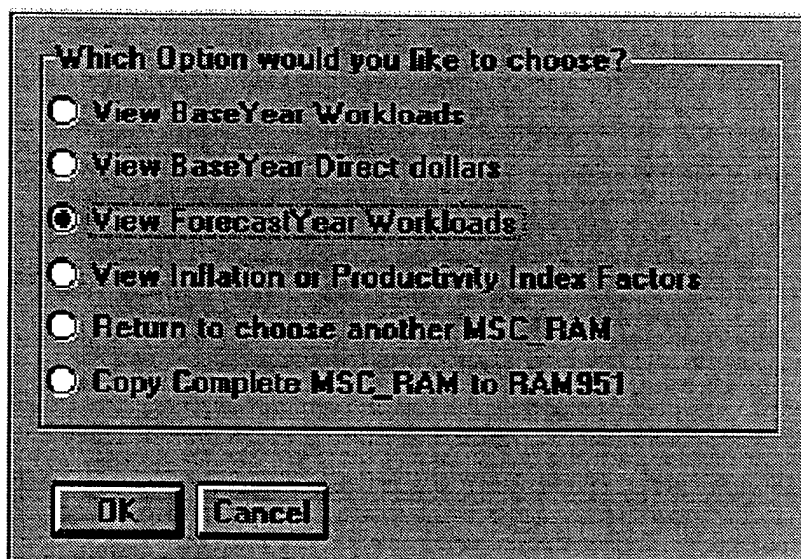 Which Option would you like to choose?
View BaseYear Workloads
View BaseYear Direct dollars
View ForecastYear Workloads
View Inflation or Productivity Index Factors
Return to choose another MSC_RAM
Copy Complete MSC_RAM to RAM951
OK Cancel